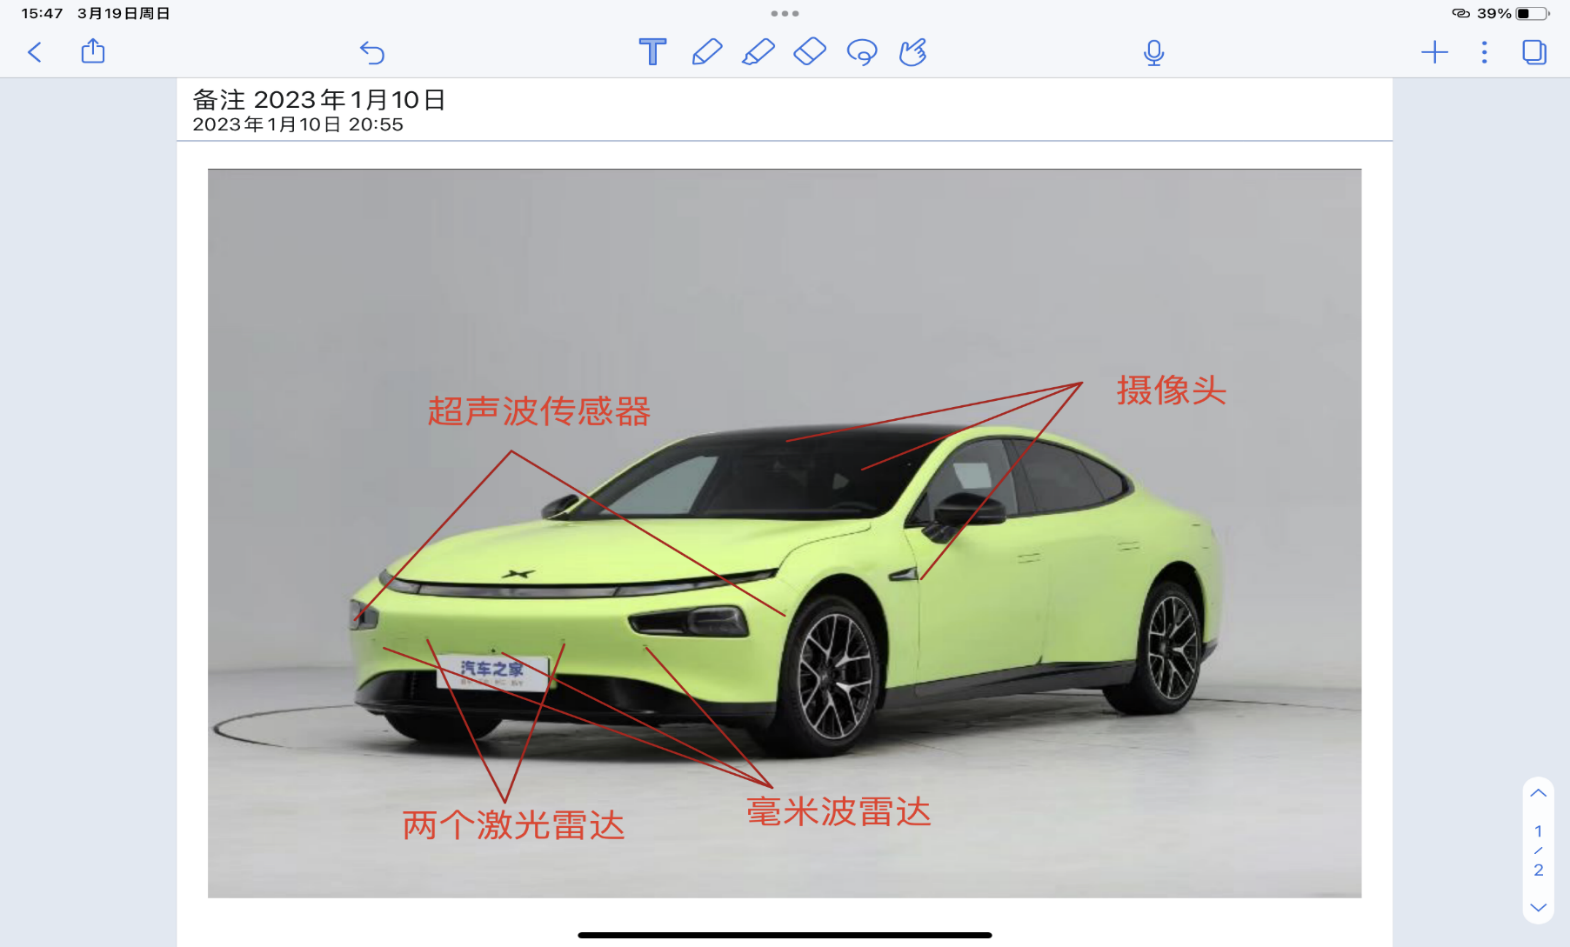 15:47 3月19日周日
39%
备注 2023年1月10日
2023年1月10日 20:55
超声波传感器
摄像头
汽车之家
两个激光雷达
毫米波雷达
1
/
2